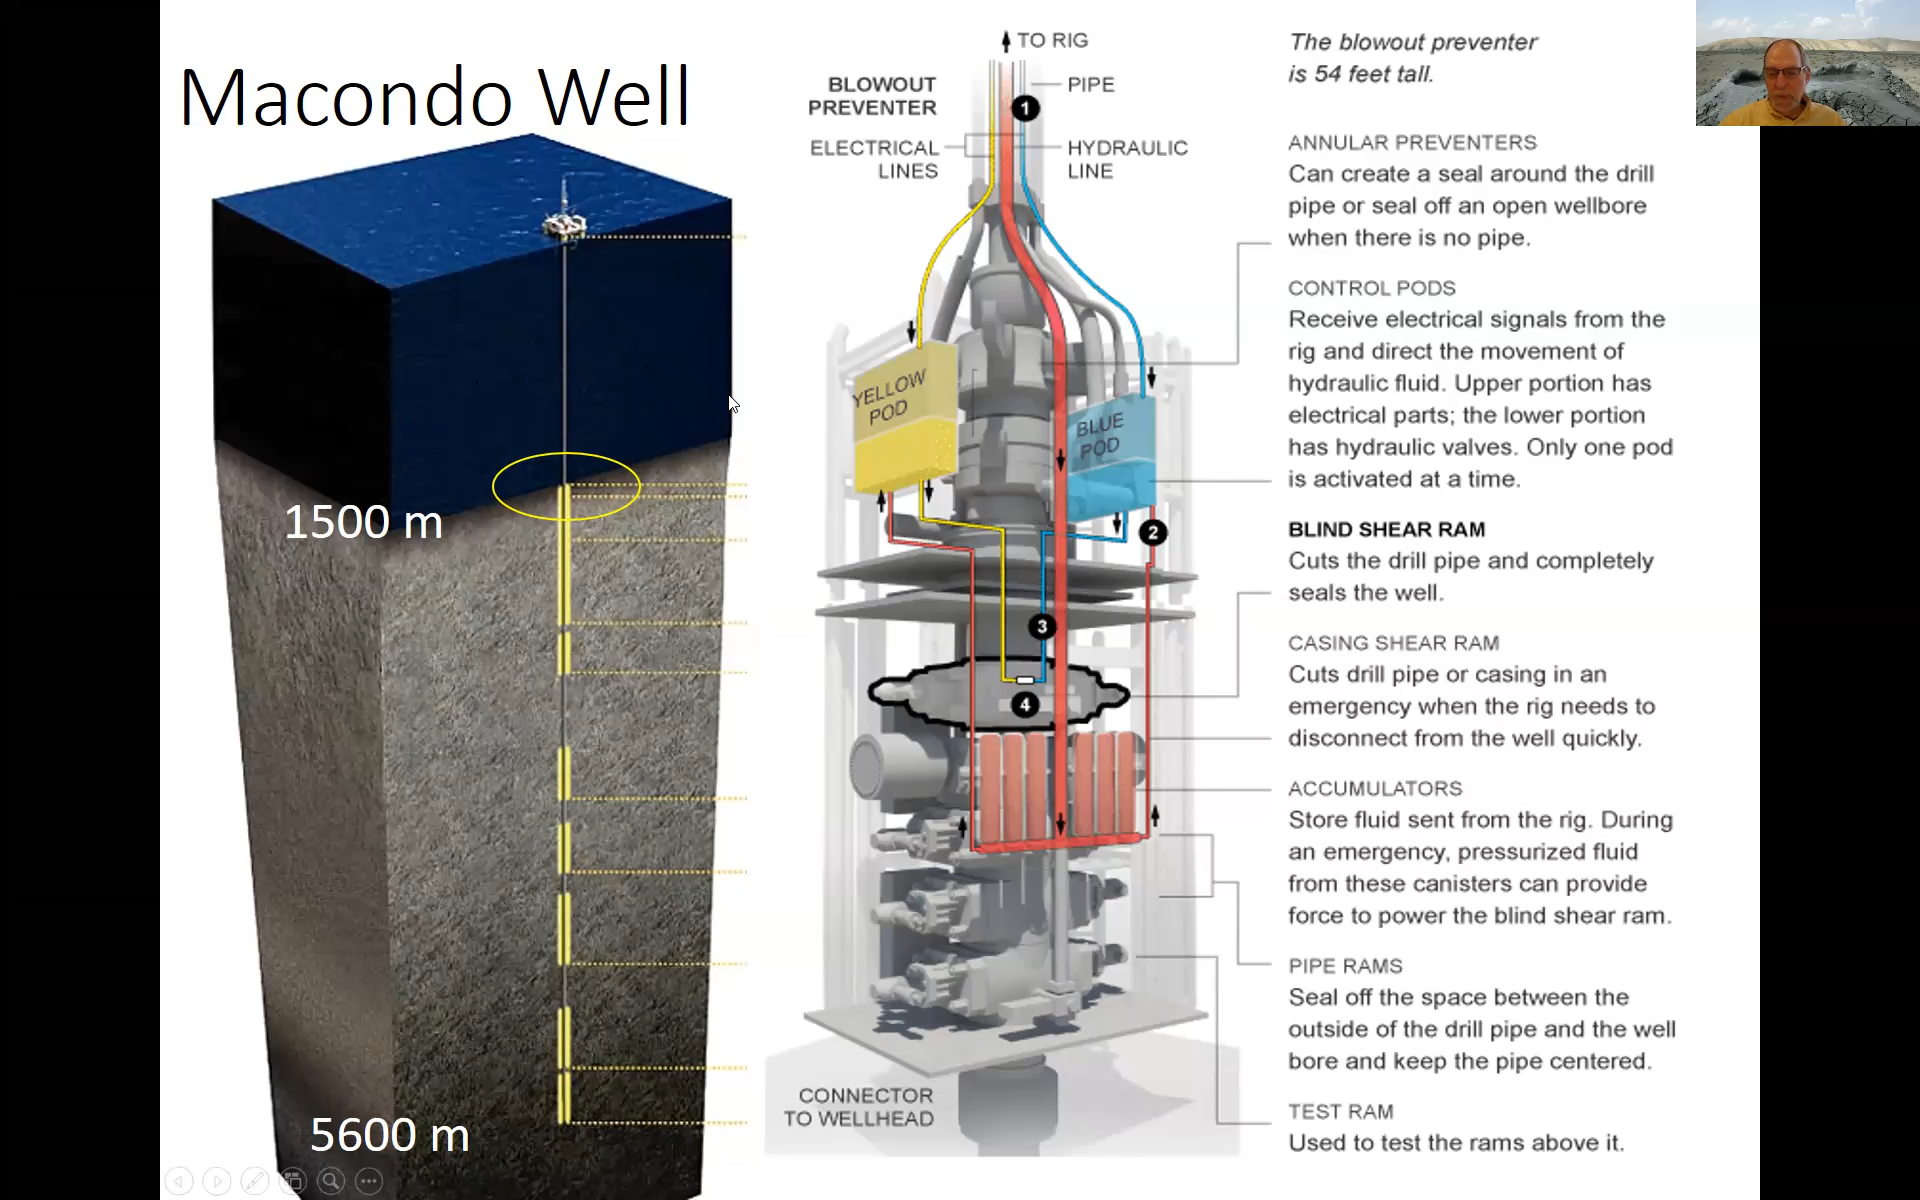 Macondo Well
1500 m
5600 m
TO RIG
BLOWOUT
PREVENTER
PIPE
1
ELECTRICAL
LINES
HYDRAULIC
LINE
YELLOW
POD
BLUE
POD
2
3
4
CONNECTOR
TO WELLHEAD
The blowout preventer
is 54 feet tall.
ANNULAR PREVENTERS
Can create a seal around the drill
pipe or seal off an open wellbore
when there is no pipe.
CONTROL PODS
Receive electrical signals from the
rig and direct the movement of
hydraulic fluid. Upper portion has
electrical parts; the lower portion
has hydraulic valves. Only one pod
is activated at a time.
BLIND SHEAR RAM
Cuts the drill pipe and completely
seals the well.
CASING SHEAR RAM
Cuts drill pipe or casing in an
emergency when the rig needs to
disconnect from the well quickly.
ACCUMULATORS
Store fluid sent from the rig. During
an emergency, pressurized fluid
from these canisters can provide
force to power the blind shear ram.
PIPE RAMS
Seal off the space between the
outside of the drill pipe and the well
bore and keep the pipe centered.
TEST RAM
Used to test the rams above it.